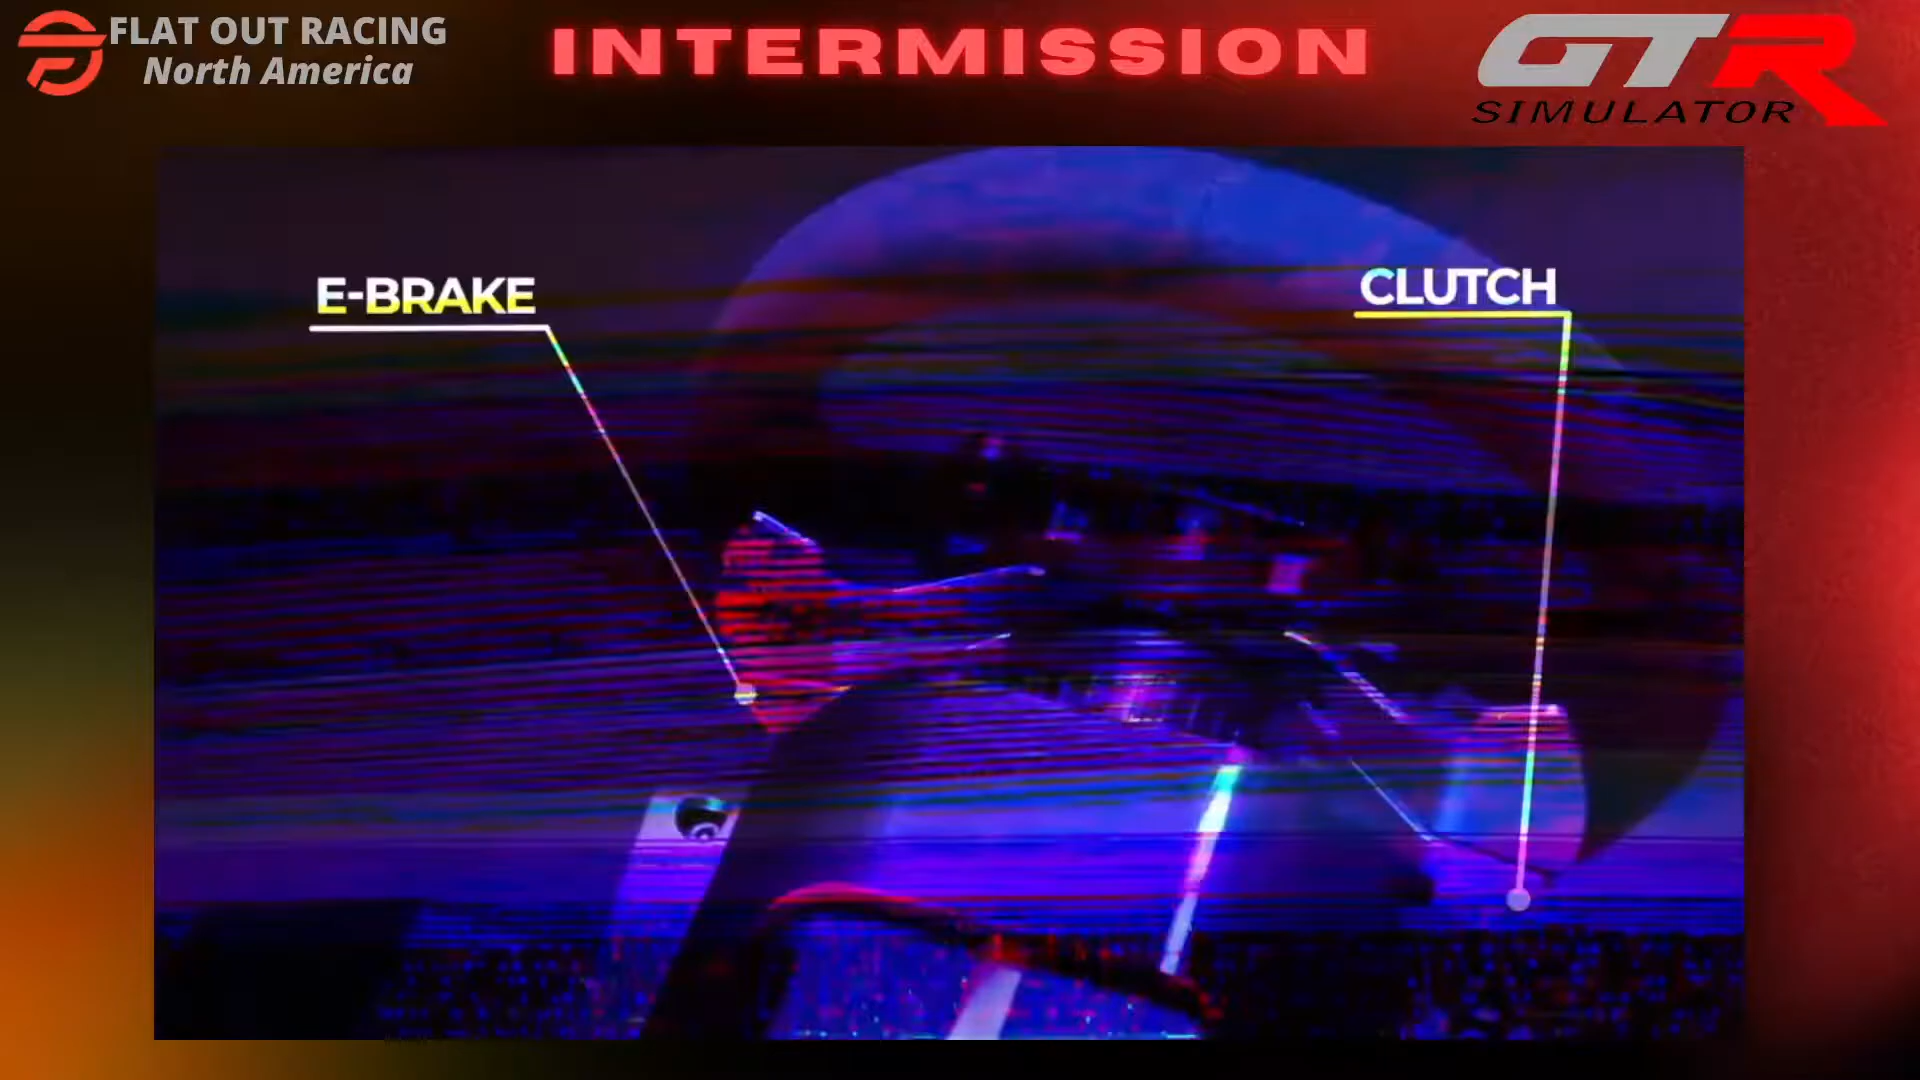 FLAT OUT RACING
North America
INTERMISSION
GTR
SIMULATOR
E-BRAKE
CLUTCH